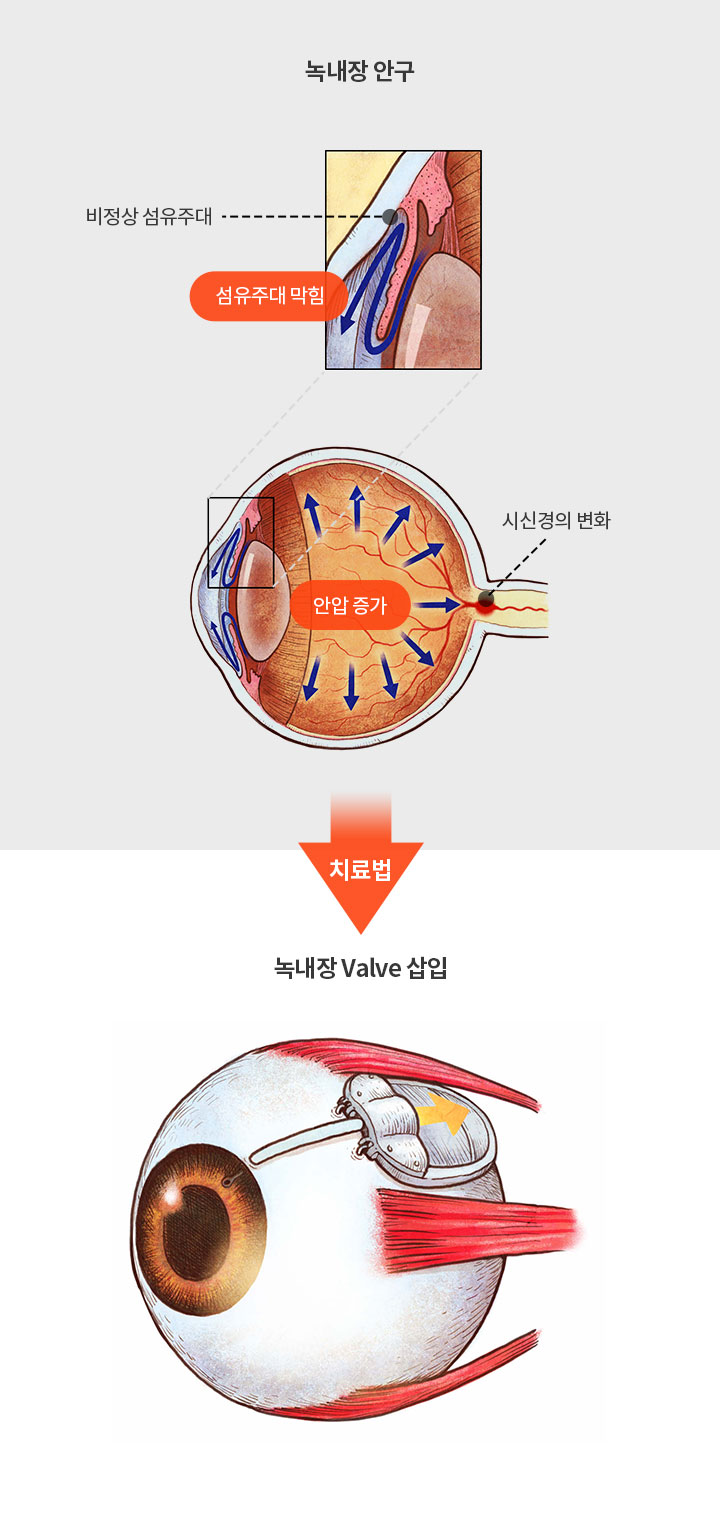 녹내장 안구
비정상 섬유주대
섬유주대 막힘
시신경의 변화
안압 증가
치료법
녹내장 Valve 삽입